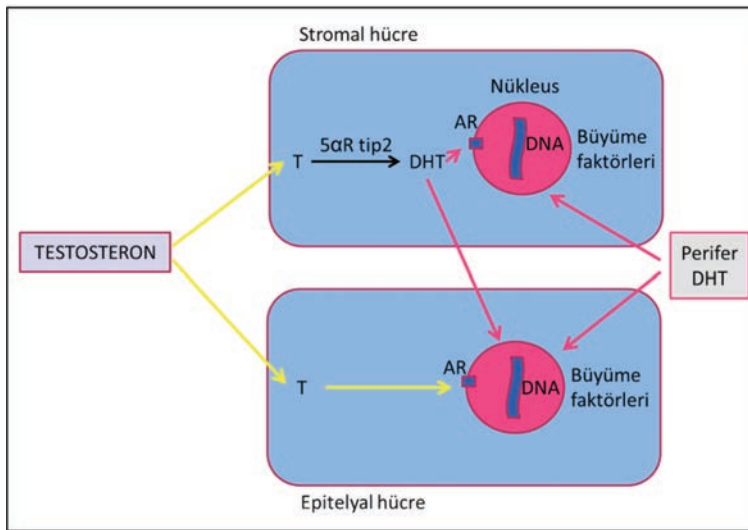 Stromal hücre
Nükleus
AR
5αR tip2
T
DHT
DNA
Büyüme
faktörleri
TESTOSTERON
Perifer
DHT
AR
T
DNA
Büyüme
faktörleri
Epitelyal hücre